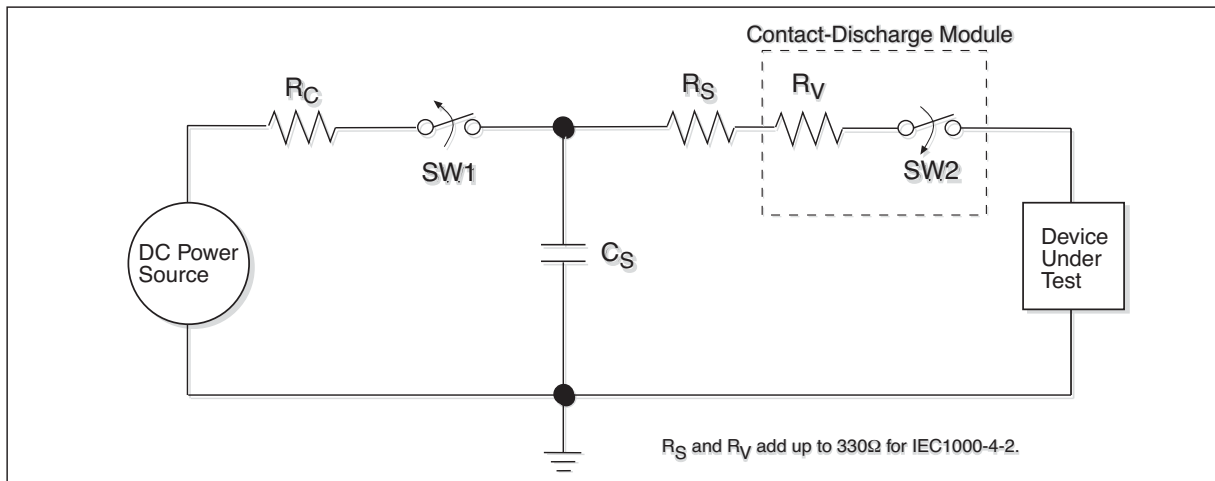 Contact-Discharge Module
RC
RS
RV
SW1
SW2
DC Power
Source
CS
Device
Under
Test
RS and RV add up to 330Ω for IEC1000-4-2.